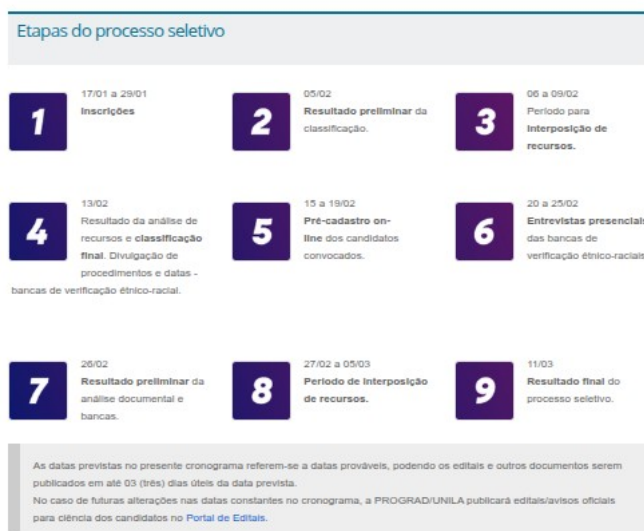 Etapas do processo seletivo
1
17/01 a 29/01
Inscrições
2
05/02
Resultado preliminar da
classificação.
3
06 a 09/02
Período para
Interposição de
recursos.
4
13/02
Resultado da análise de
recursos e classificação
final. Divulgação de
procedimentos e datas -
bancas de verificação étnico-racial.
5
15 a 19/02
Pré-cadastro on-
line dos candidatos
convocados.
6
20 a 25/02
Entrevistas presenciais
das bancas de
verificação étnico-raciais
7
26/02
Resultado preliminar da
análise documental e
bancas.
8
27/02 a 05/03
Período de Interposição
de recursos.
9
11/03
Resultado final do
processo seletivo.
As datas previstas no presente cronograma referem-se a datas prováveis, podendo os editais e outros documentos serem
publicados em até 03 (três) dias úteis da data prevista.
No caso de futuras alterações nas datas constantes no cronograma, a PROGRAD/UNILA publicará editais/avisos oficiais
para ciência dos candidatos no Portal de Editais.